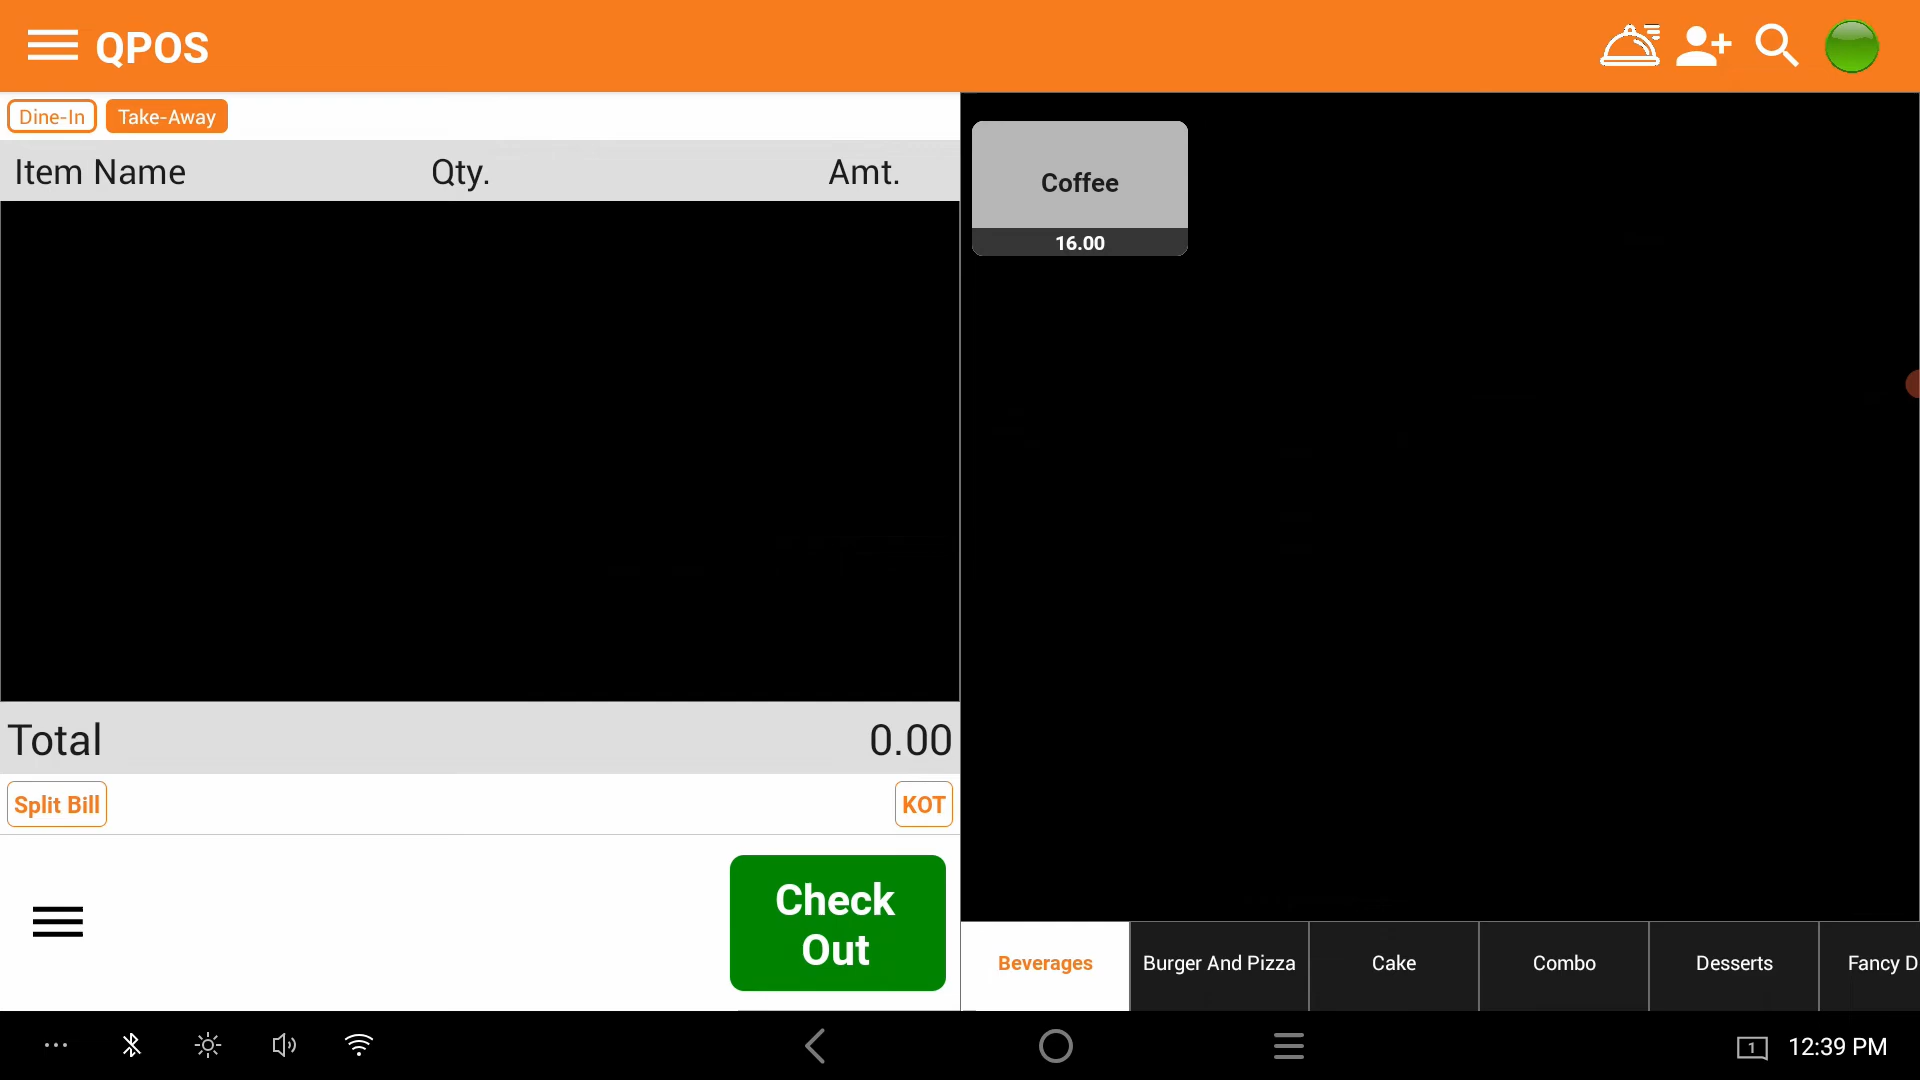 QPOS
Dine-In Take-Away
Item Name Qty. Amt.
Coffee
16.00
Total 0.00
Split Bill KOT
Check
Out
Beverages Burger And Pizza Cake Combo Desserts Fancy D
1 12:39 PM